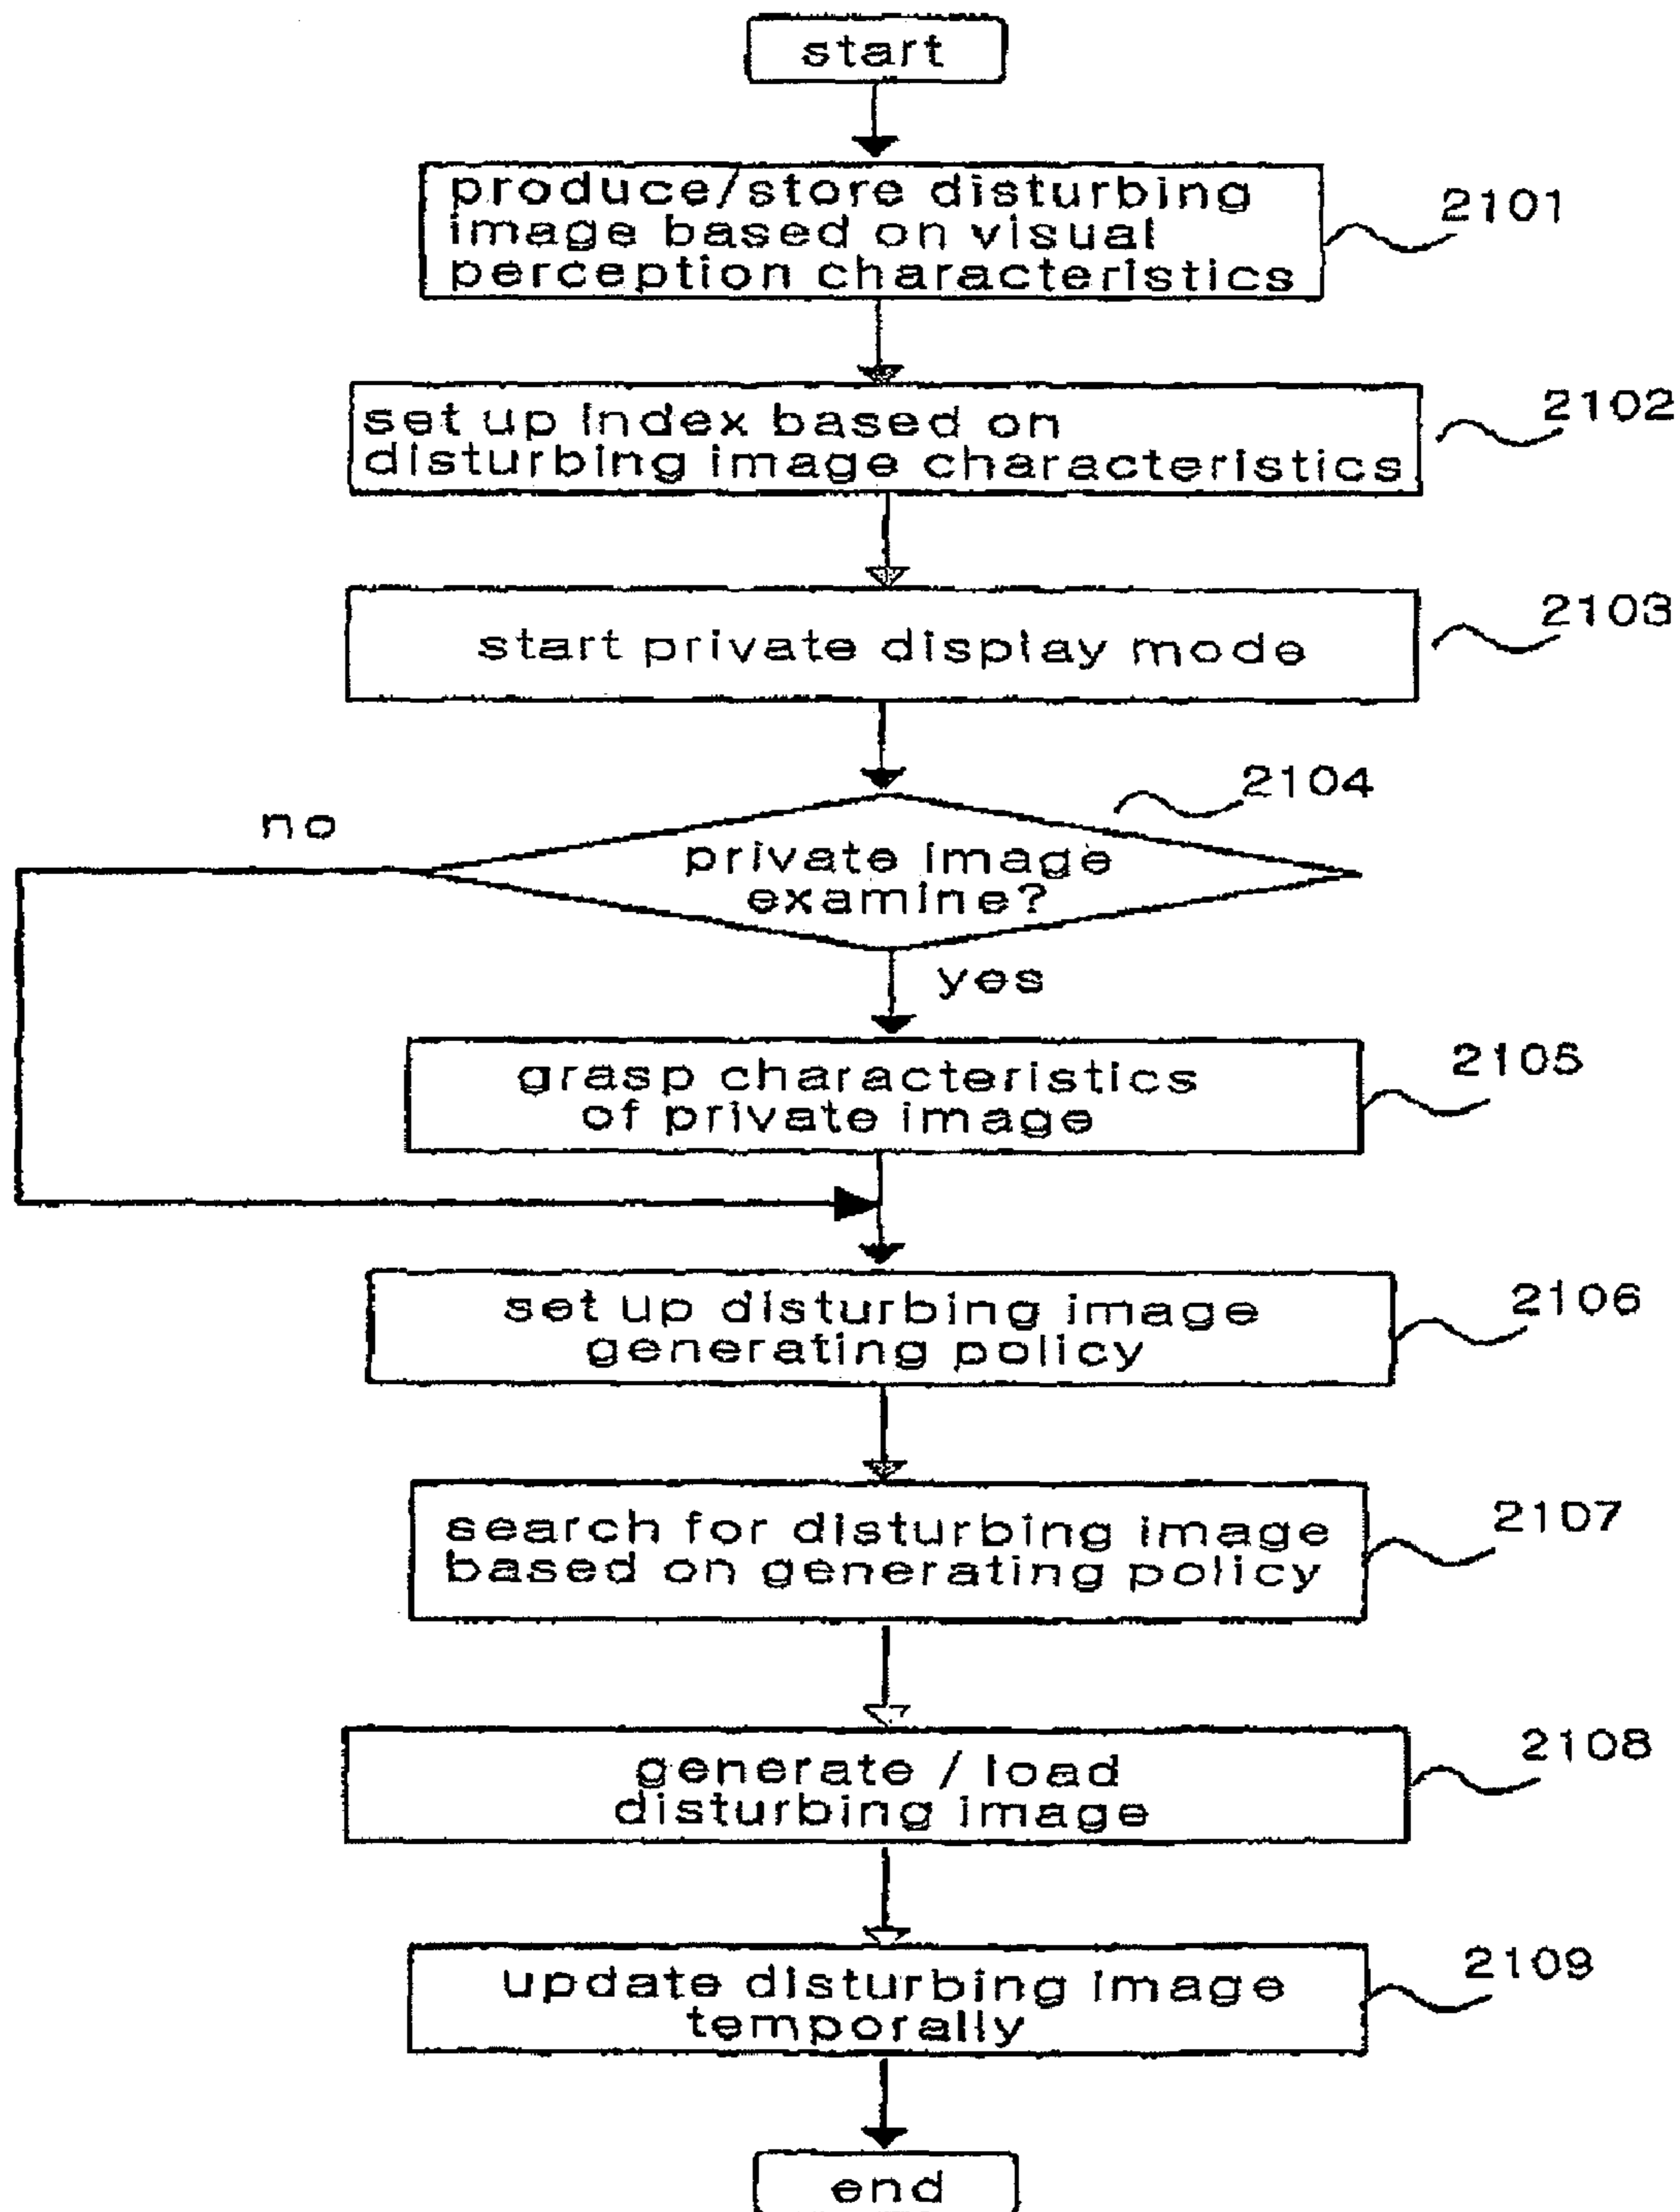 start
produce/store disturbing
image based on visual
perception characteristics
2101
set up index based on
disturbing image characteristics
2102
start private display mode
2103
2104
no
private image
examine?
yes
grasp characteristics
of private image
2105
set up disturbing image
generating policy
2106
search for disturbing image
based on generating policy
2107
generate / load
disturbing image
2108
update disturbing image
temporally
2109
end